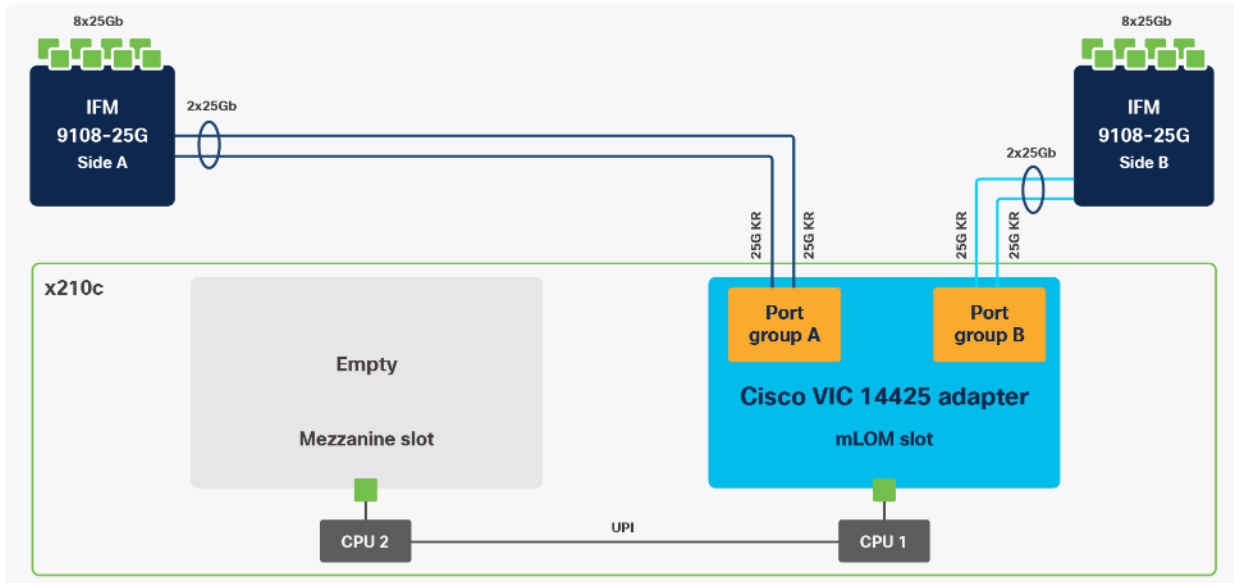 8x25Gb
8x25Gb
IFM
9108-25G
Side A
2x25Gb
IFM
9108-25G
Side B
2x25Gb
25G KR
25G KR
25G KR
25G KR
x210c
Port
group A
Port
group B
Empty
Cisco VIC 14425 adapter
Mezzanine slot
mLOM slot
UPI
CPU 2
CPU 1